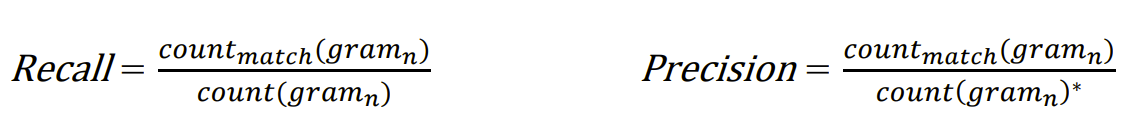 Recall = count_match(gram_n) / count(gram_n)
Precision = count_match(gram_n) / count(gram_n)*